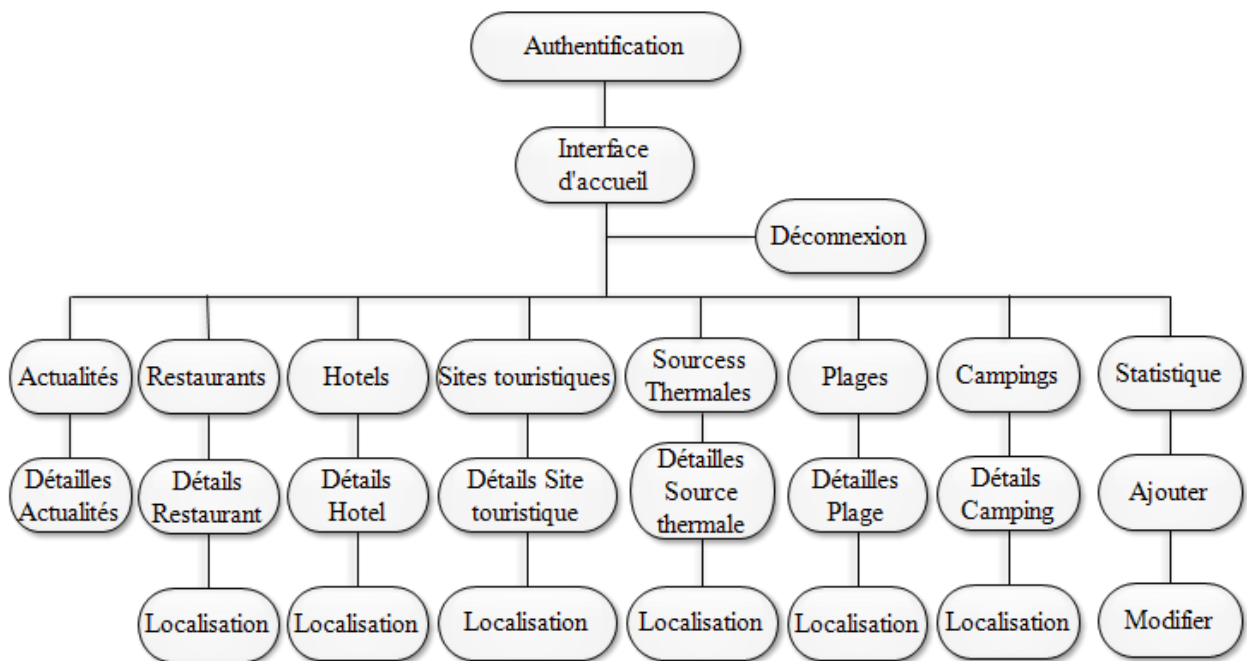 Authentification
Interface
d'accueil
Déconnexion
Actualités
Restaurants
Hotels
Sites touristiques
Sourcess
Thermales
Plages
Campings
Statistique
Détailles
Actualités
Détails
Restaurant
Détails
Hotel
Détails Site
touristique
Détailles
Source
thermale
Détailles
Plage
Détails
Camping
Ajouter
Localisation
Localisation
Localisation
Localisation
Localisation
Localisation
Modifier